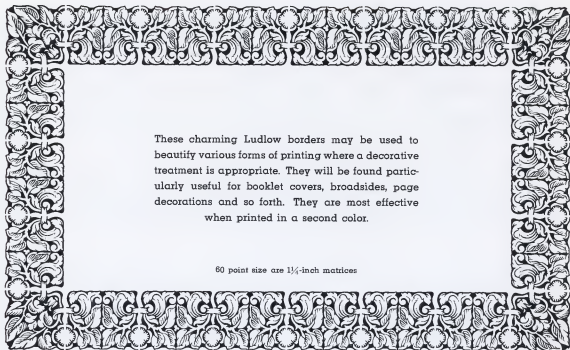 These charming Ludlow borders may be used to
beautify various forms of printing where a decorative
treatment is appropriate. They will be found partic-
ularly useful for booklet covers, broadsides, page
decorations and so forth. They are most effective
when printed in a second color.
60 point size are 1¼-inch matrices